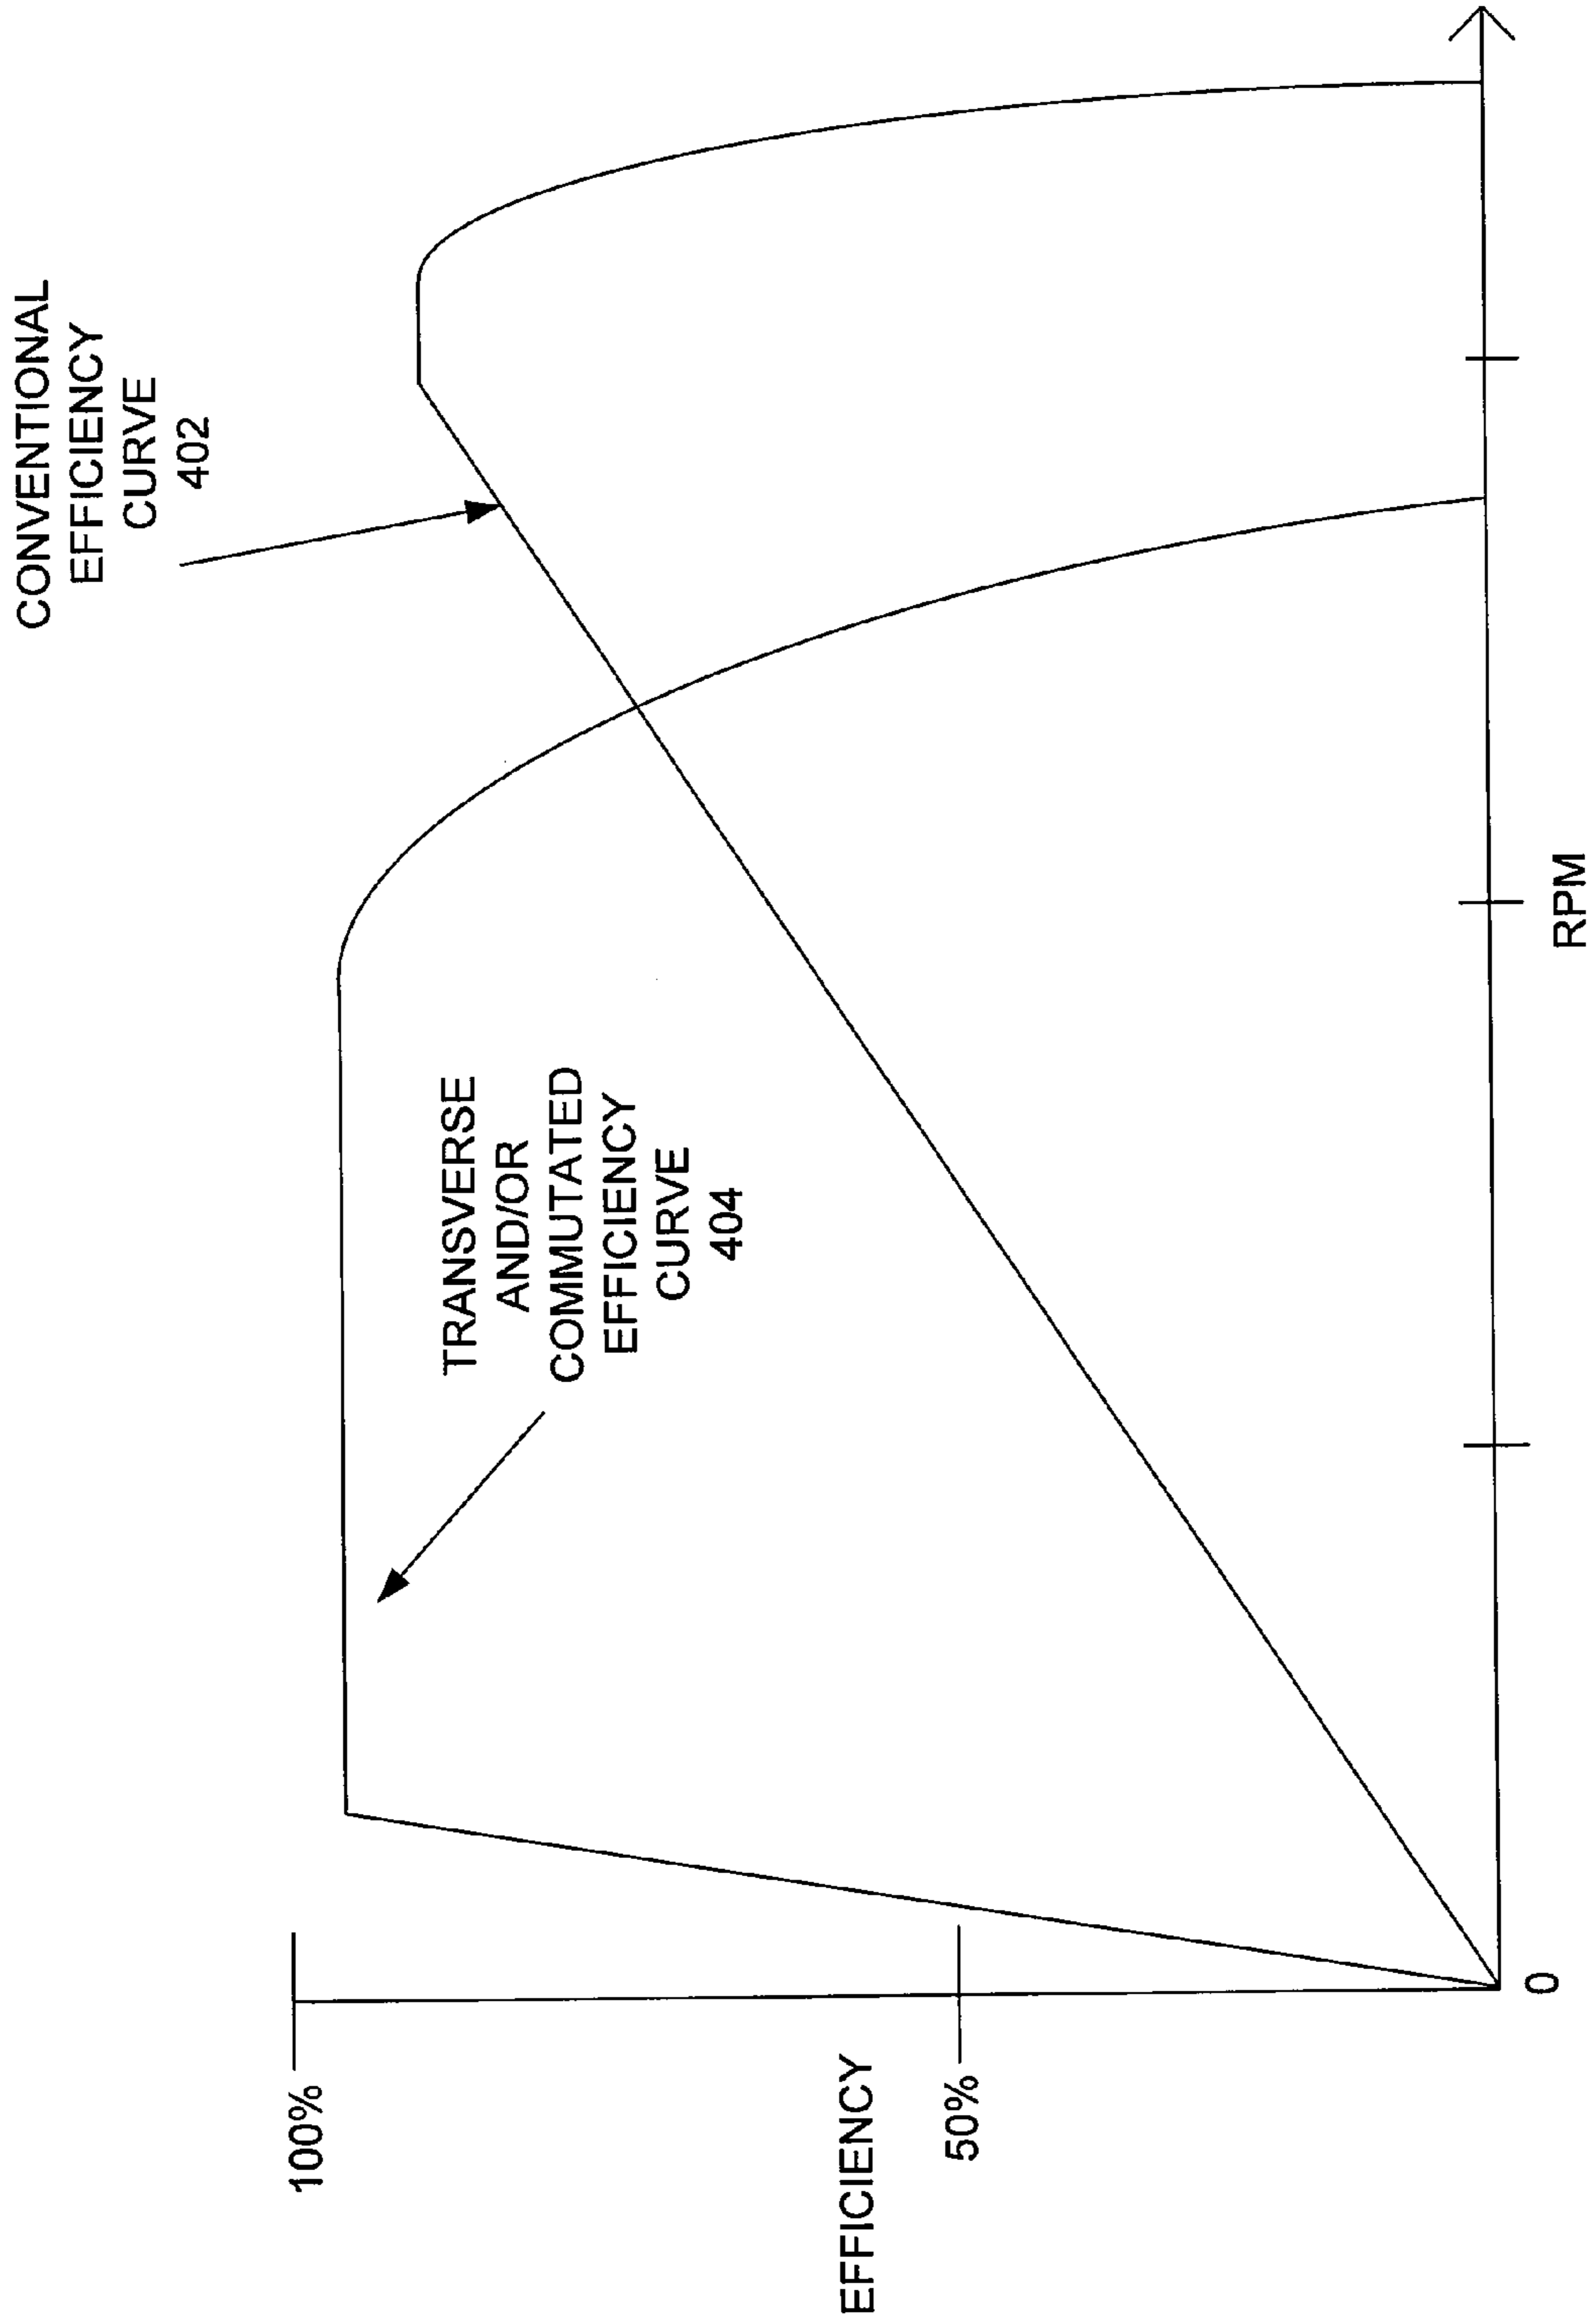 CONVENTIONAL
EFFICIENCY
CURVE
402
TRANSVERSE
AND/OR
COMMUTATED
EFFICIENCY
CURVE
404
100%
EFFICIENCY
50%
0
RPM